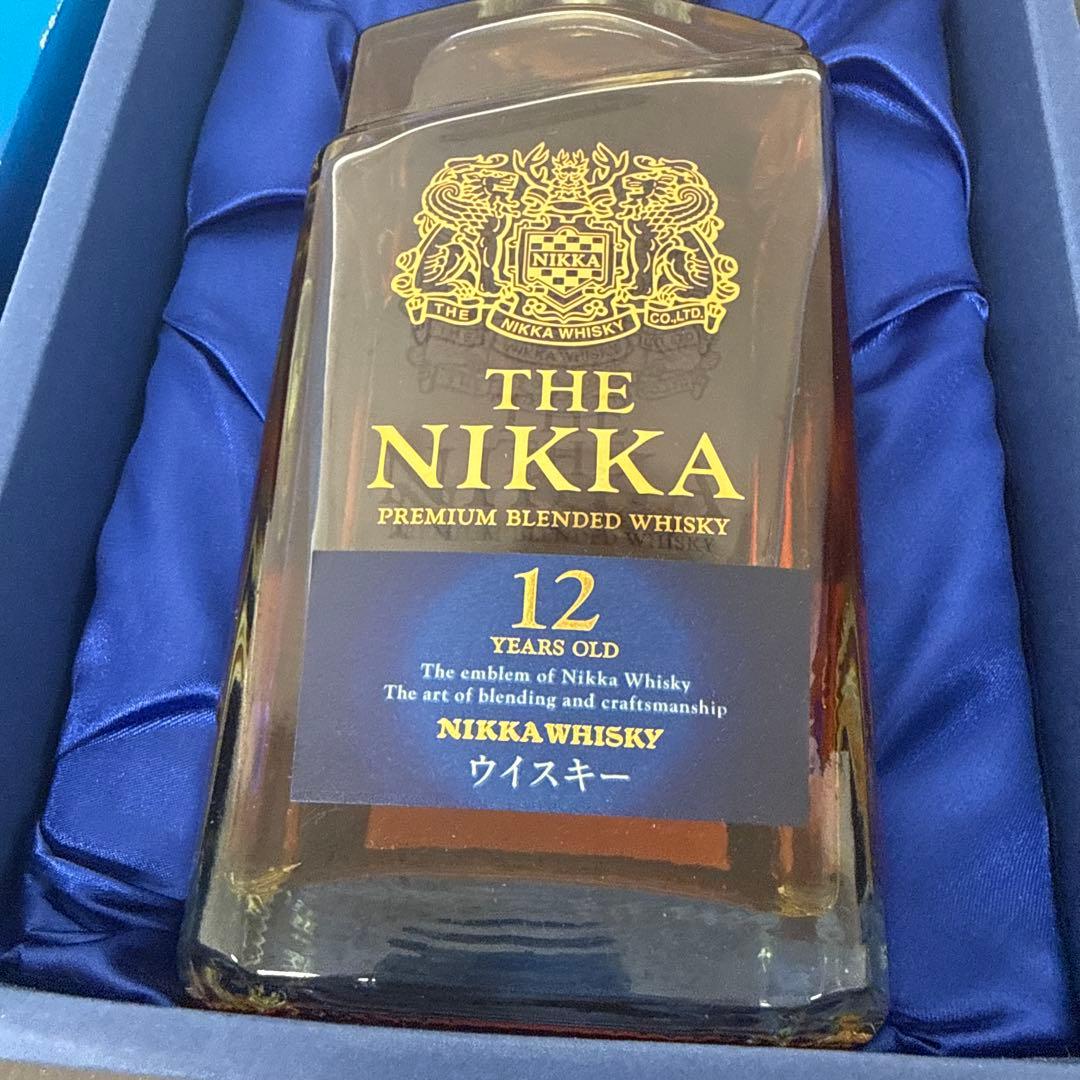 NIKKA
THE NIKKA WHISKY CO.,LTD.
THE
NIKKA
PREMIUM BLENDED WHISKY
12
YEARS OLD
The emblem of Nikka Whisky
The art of blending and craftsmanship
NIKKA WHISKY
ウイスキー